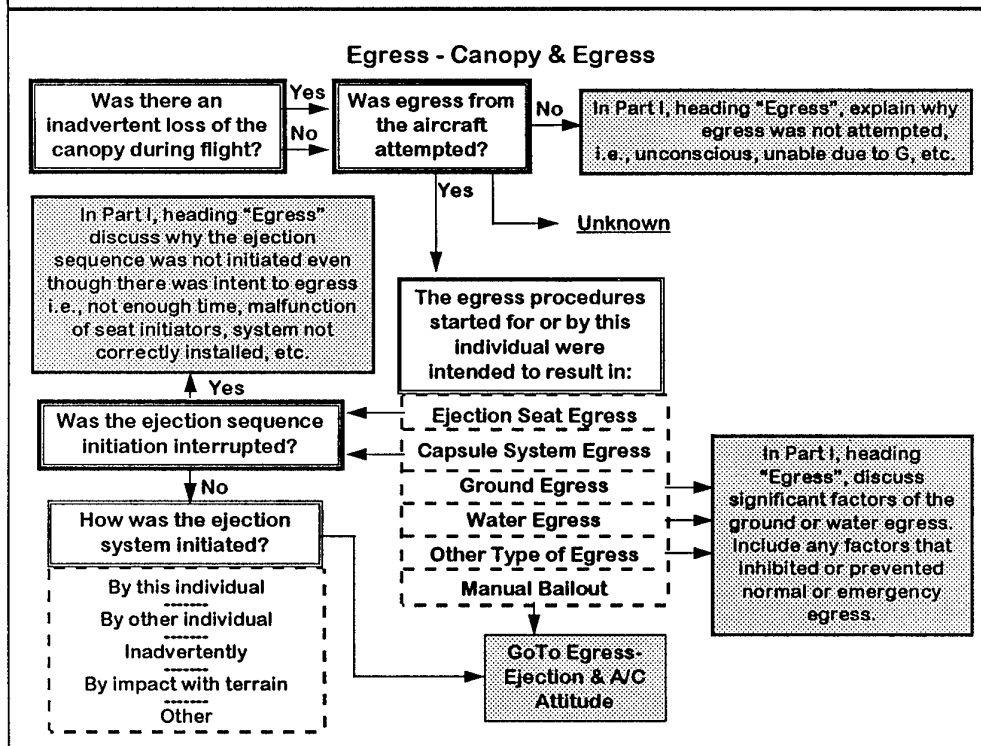 Egress - Canopy & Egress
Was there an
inadvertent loss of the
canopy during flight?
Yes
No
Was egress from
the aircraft
attempted?
No
In Part I, heading "Egress", explain why
egress was not attempted,
i.e., unconscious, unable due to G, etc.
Yes
Unknown
In Part I, heading "Egress"
discuss why the ejection
sequence was not initiated even
though there was intent to egress
i.e., not enough time, malfunction
of seat initiators, system not
correctly installed, etc.
The egress procedures
started for or by this
individual were
intended to result in:
Yes
Was the ejection sequence
initiation interrupted?
Ejection Seat Egress
Capsule System Egress
Ground Egress
Water Egress
Other Type of Egress
Manual Bailout
In Part I, heading
"Egress", discuss
significant factors of the
ground or water egress.
Include any factors that
inhibited or prevented
normal or emergency
egress.
No
How was the ejection
system initiated?
By this individual
By other individual
Inadvertently
By impact with terrain
Other
GoTo Egress-
Ejection & A/C
Attitude